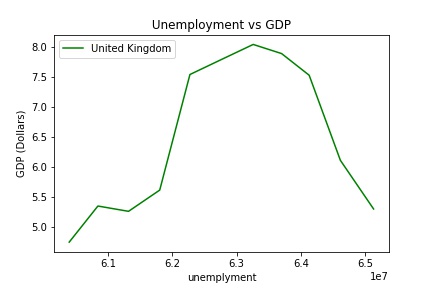 Unemployment vs GDP
United Kingdom
8.0
7.5
7.0
6.5
6.0
5.5
5.0
GDP (Dollars)
6.1 6.2 6.3 6.4 6.5
1e7
unemplyment